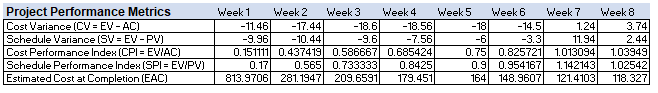 Project Performance Metrics Week 1 Week 2 Week 3 Week 4 Week 5 Week 6 Week 7 Week 8
Cost Variance (CV = EV - AC) -11.46 -17.44 -18.6 -18.56 -18 -14.5 1.24 3.74
Schedule Variance (SV = EV - PV) -3.96 -10.44 -9.6 -7.56 -6 -3.3 11.94 2.44
Cost Performance Index (CPI = EV/AC) 0.151111 0.437419 0.586667 0.685424 0.75 0.825721 1.013094 1.03949
Schedule Performance Index (SPI = EV/PV) 0.17 0.565 0.733333 0.8425 0.9 0.954167 1.142143 1.02542
Estimated Cost at Completion (EAC) 813.9706 281.1947 209.6591 179.451 164 148.9607 121.4103 118.327